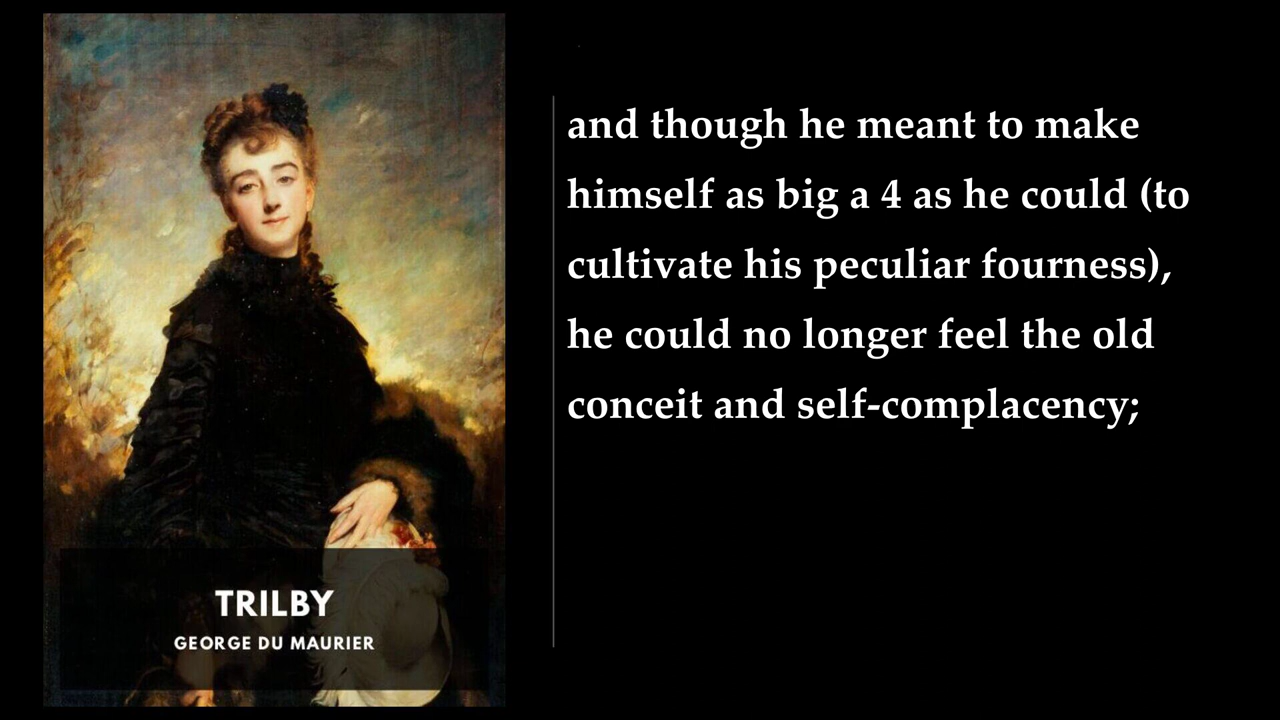 and though he meant to make
himself as big a 4 as he could (to
cultivate his peculiar fourness),
he could no longer feel the old
conceit and self-complacency;
TRILBY
GEORGE DU MAURIER